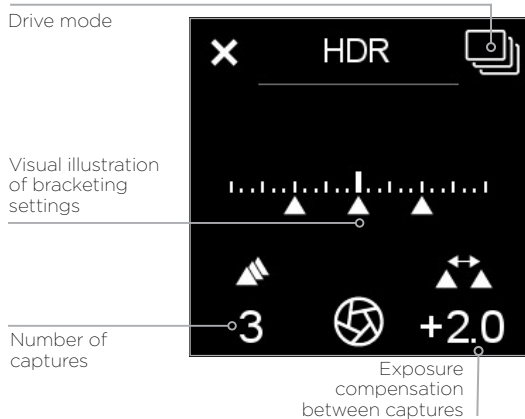 Drive mode
HDR
Visual illustration
of bracketing
settings
3
+2.0
Number of
captures
Exposure
compensation
between captures